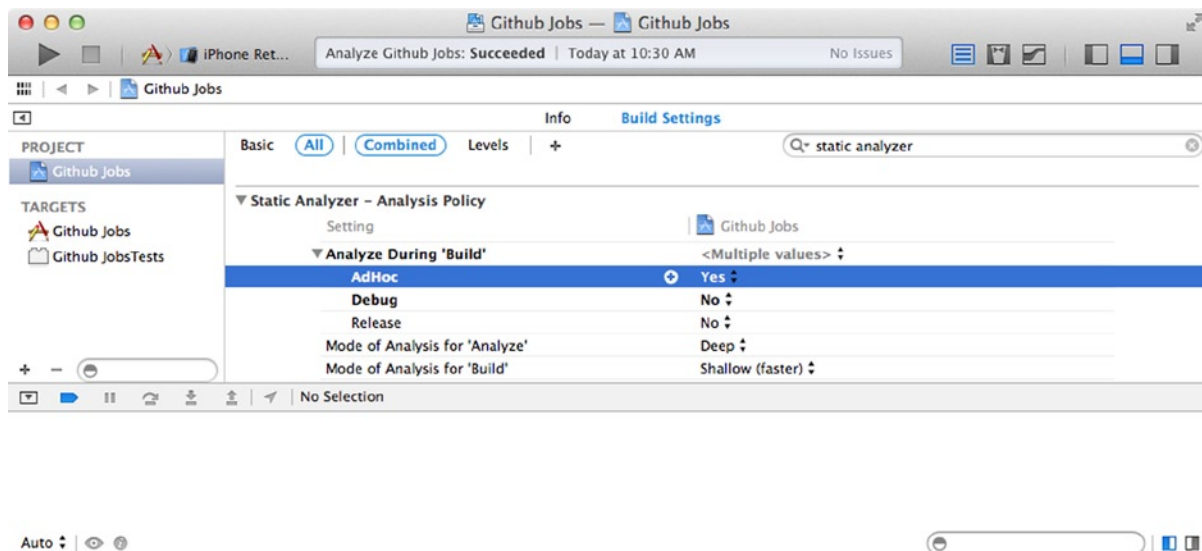 Github Jobs — Github Jobs
iPhone Ret... Analyze Github Jobs: Succeeded | Today at 10:30 AM No Issues
Github Jobs
Info Build Settings
PROJECT Basic All Combined Levels static analyzer
Github Jobs
Static Analyzer – Analysis Policy
TARGETS
Setting Github Jobs
Github Jobs
Analyze During 'Build' <Multiple values>
Github JobsTests
AdHoc Yes
Debug No
Release No
Mode of Analysis for 'Analyze' Deep
Mode of Analysis for 'Build' Shallow (faster)
No Selection
Auto